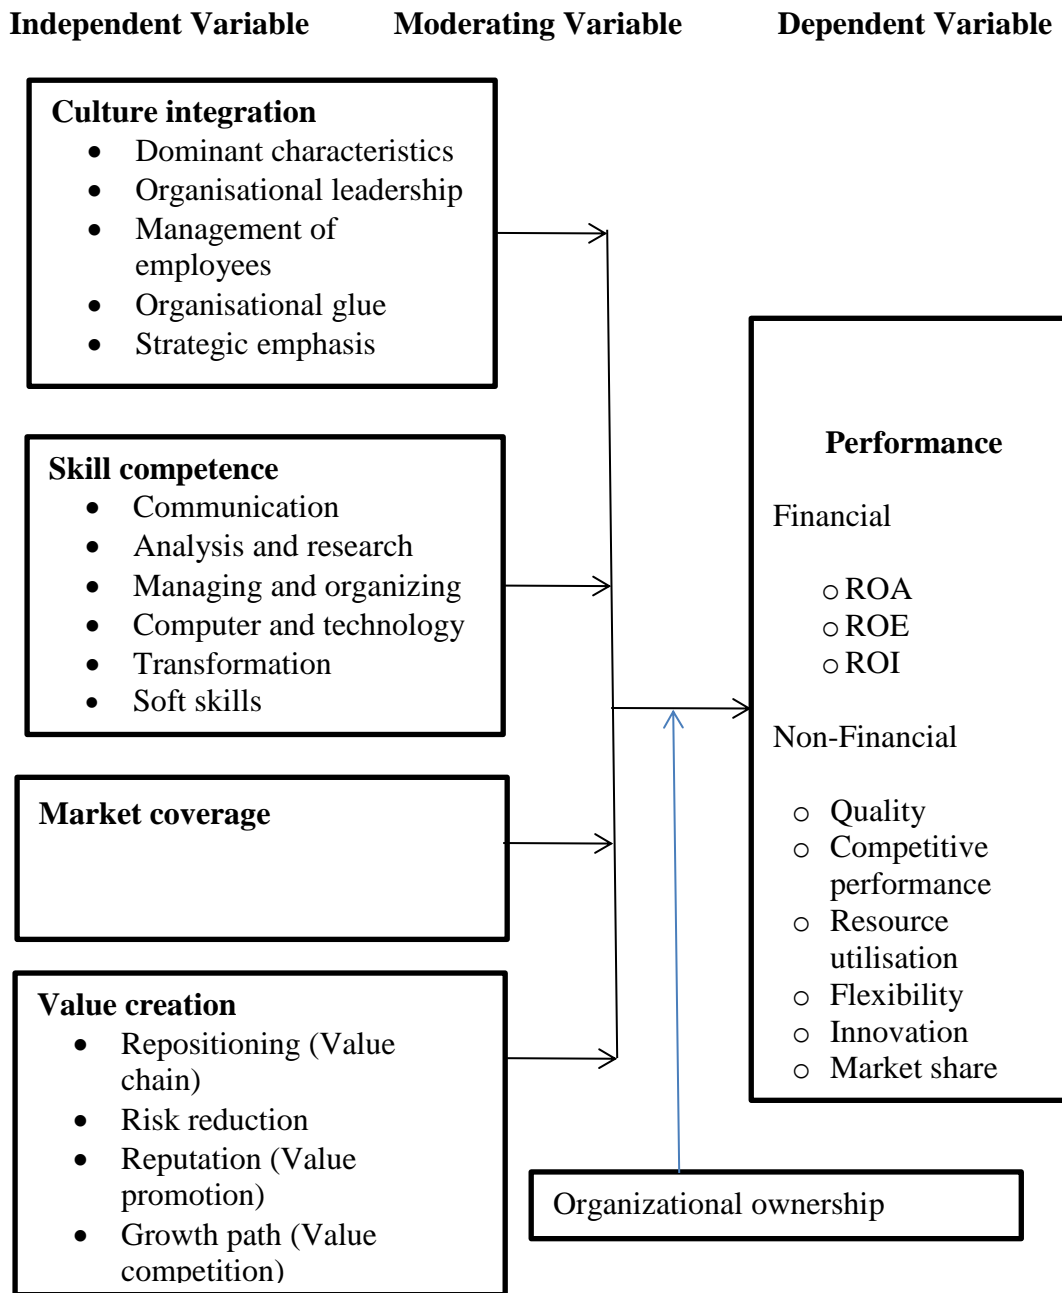 Independent Variable Moderating Variable Dependent Variable
Culture integration
• Dominant characteristics
• Organisational leadership
• Management of
employees
• Organisational glue
• Strategic emphasis
Skill competence
• Communication
• Analysis and research
• Managing and organizing
• Computer and technology
• Transformation
• Soft skills
Market coverage
Value creation
• Repositioning (Value
chain)
• Risk reduction
• Reputation (Value
promotion)
• Growth path (Value
competition)
Organizational ownership
Performance
Financial
○ ROA
○ ROE
○ ROI
Non-Financial
○ Quality
○ Competitive
performance
○ Resource
utilisation
○ Flexibility
○ Innovation
○ Market share